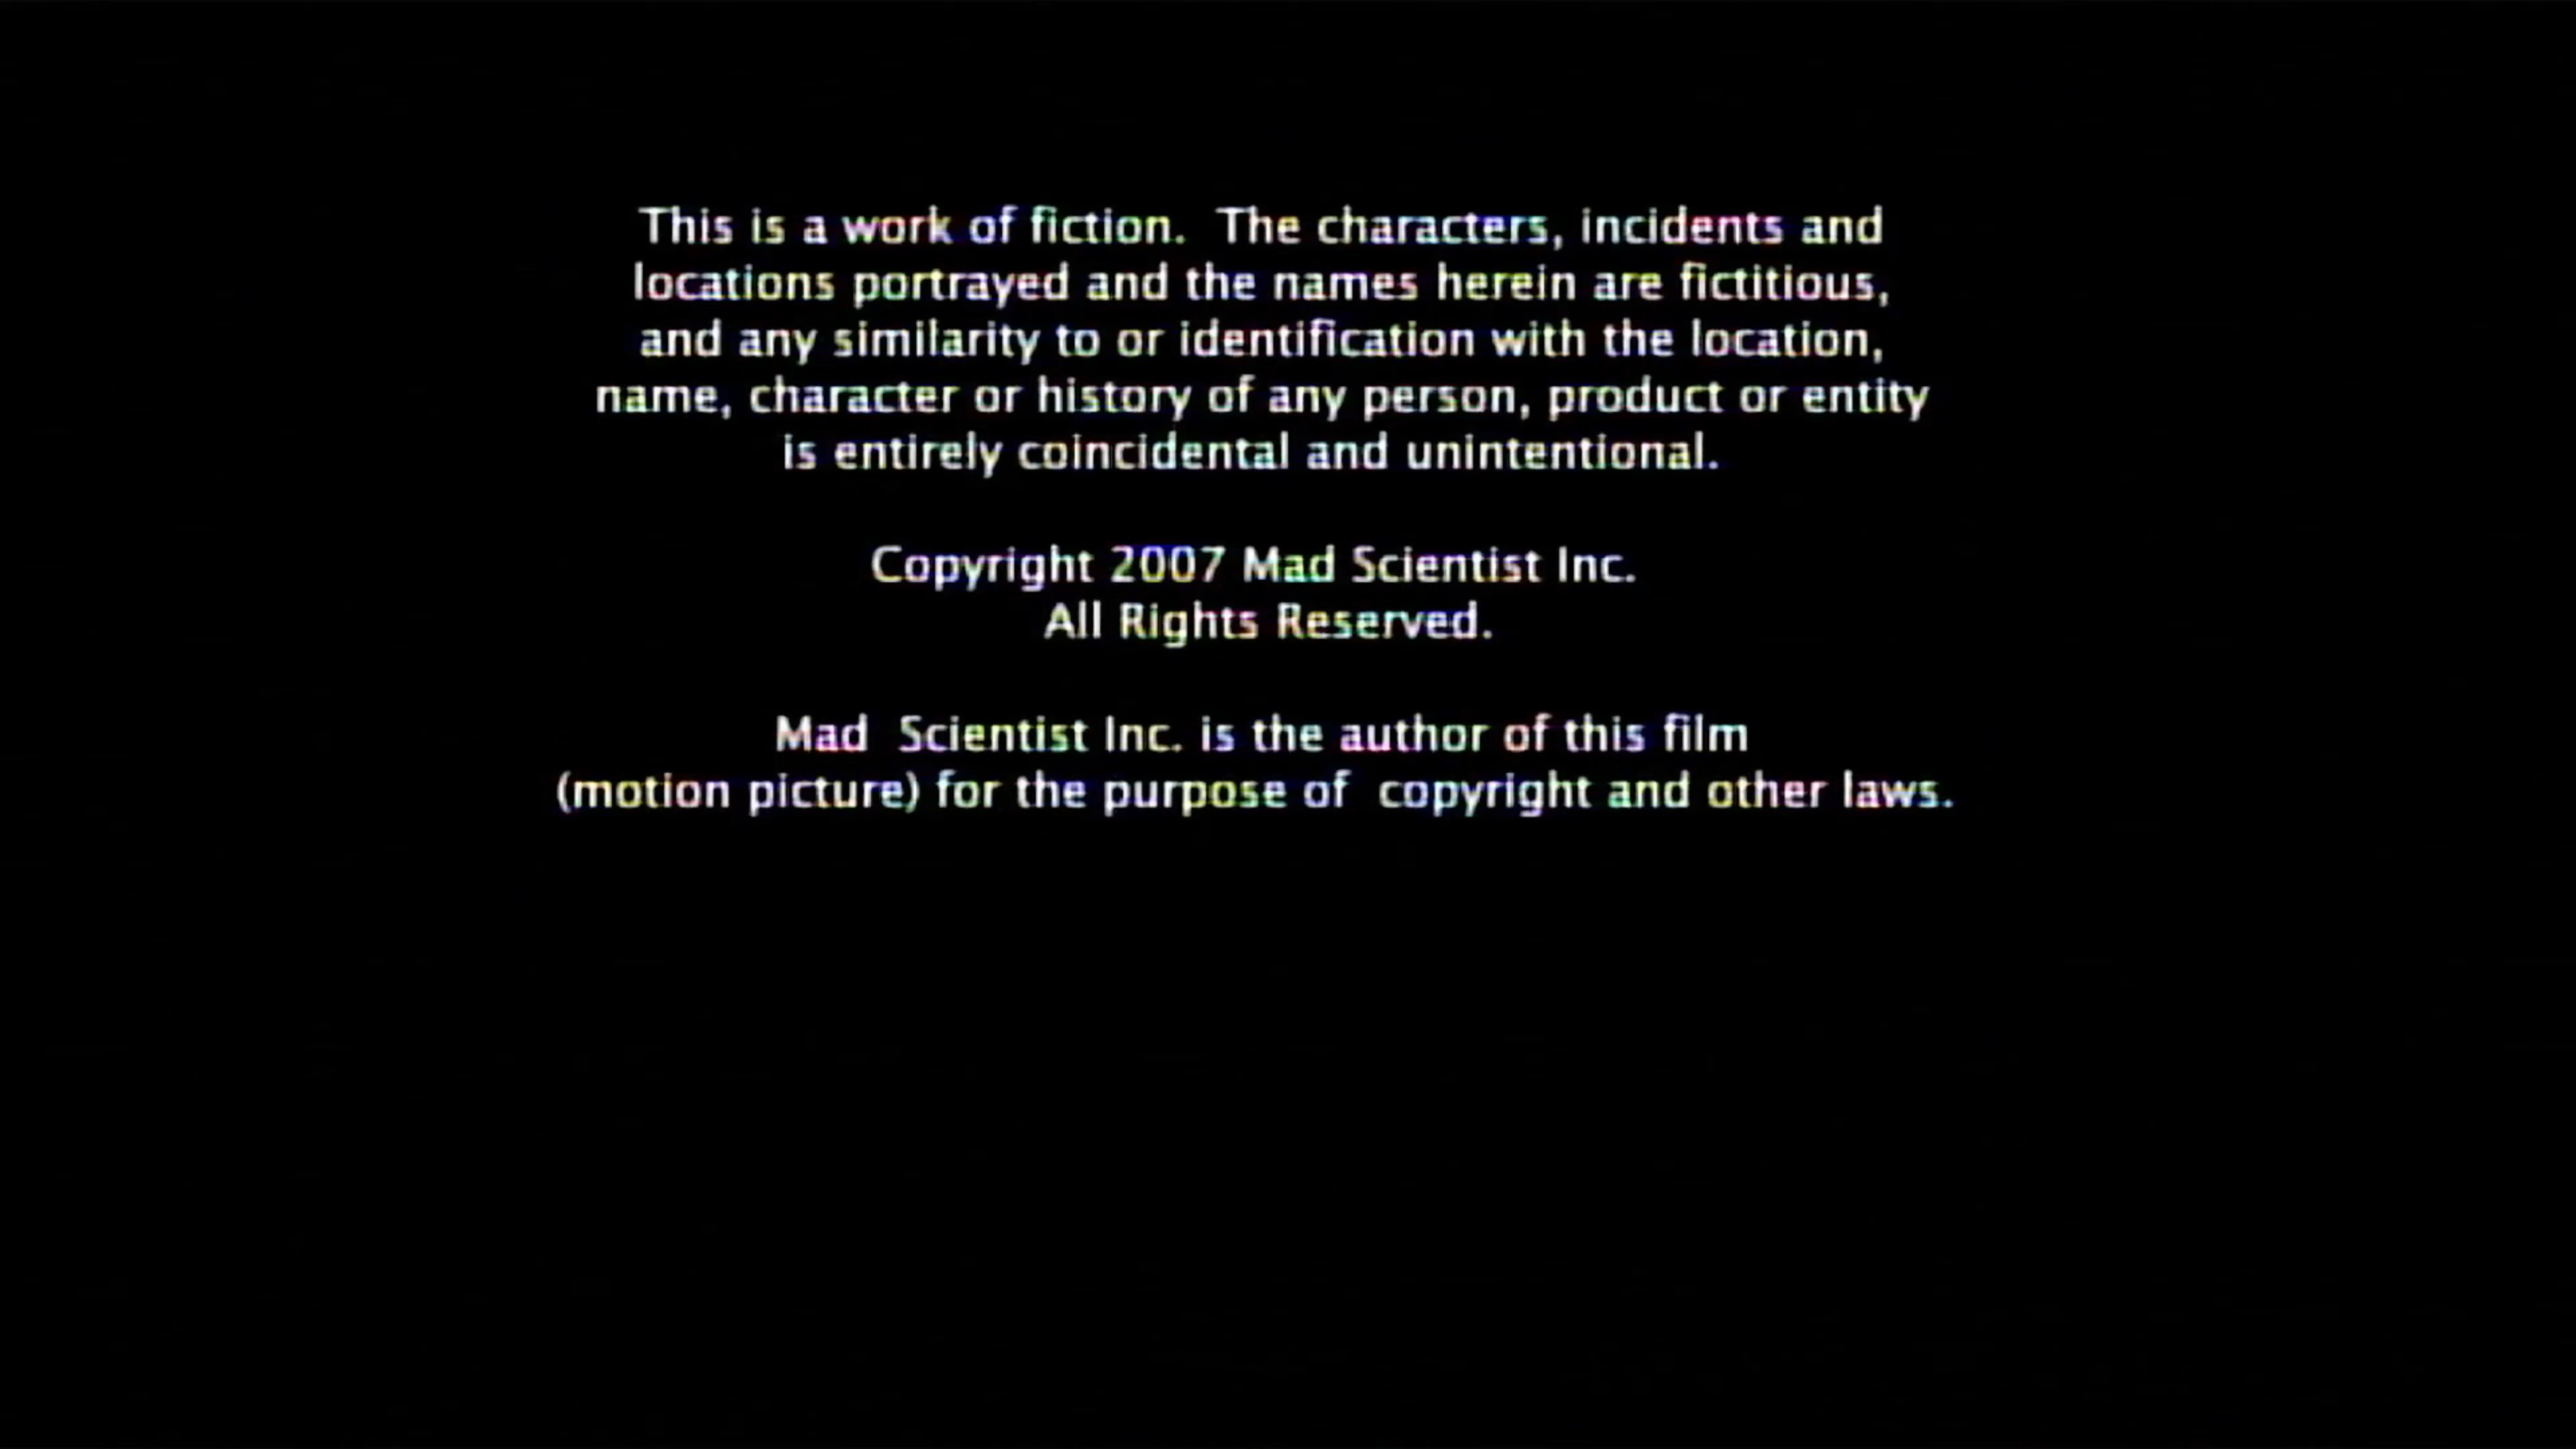 This is a work of fiction.  The characters, incidents and
locations portrayed and the names herein are fictitious,
and any similarity to or identification with the location,
name, character or history of any person, product or entity
is entirely coincidental and unintentional.
Copyright 2007 Mad Scientist Inc.
All Rights Reserved.
Mad  Scientist Inc. is the author of this film
(motion picture) for the purpose of  copyright and other laws.